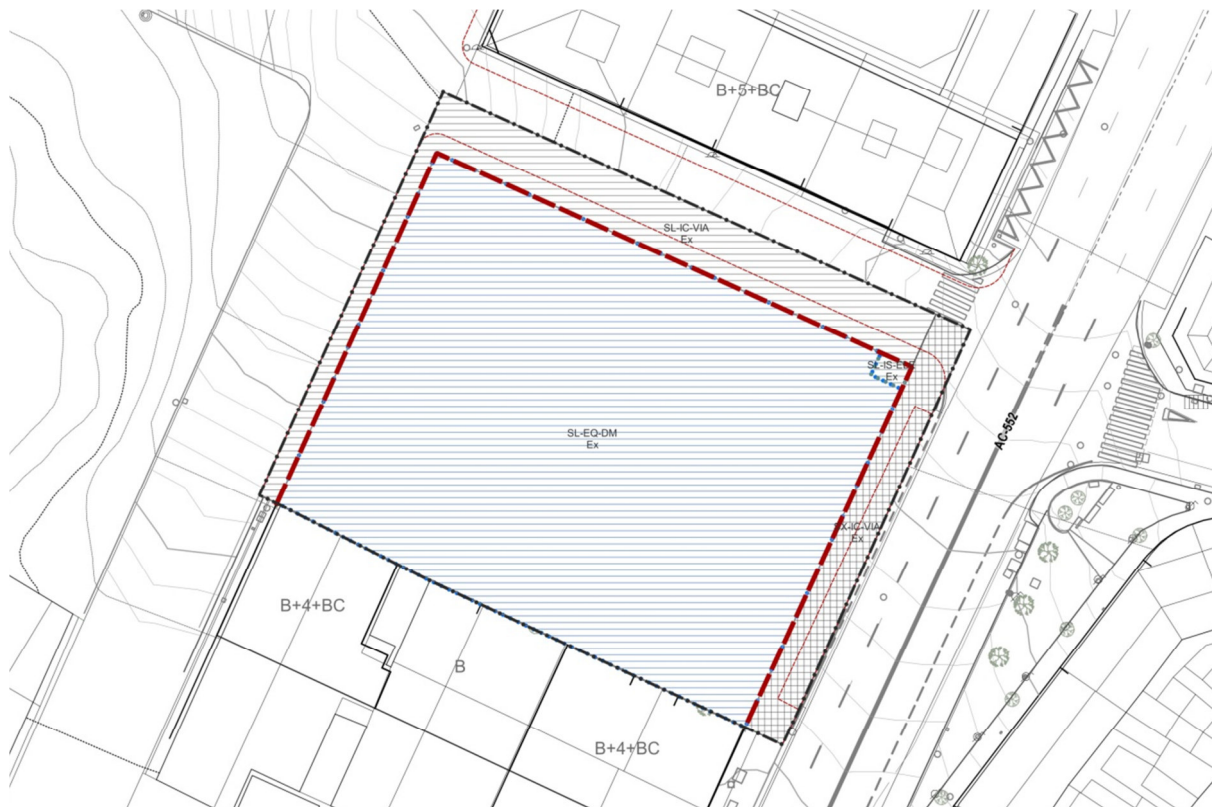 B+5+BC
SL-IC-VIA
Ex
SL-IS-EDF
Ex
SL-EQ-DM
Ex
AC-552
SX-IC-VIA
Ex
B+4+BC
B
B+4+BC